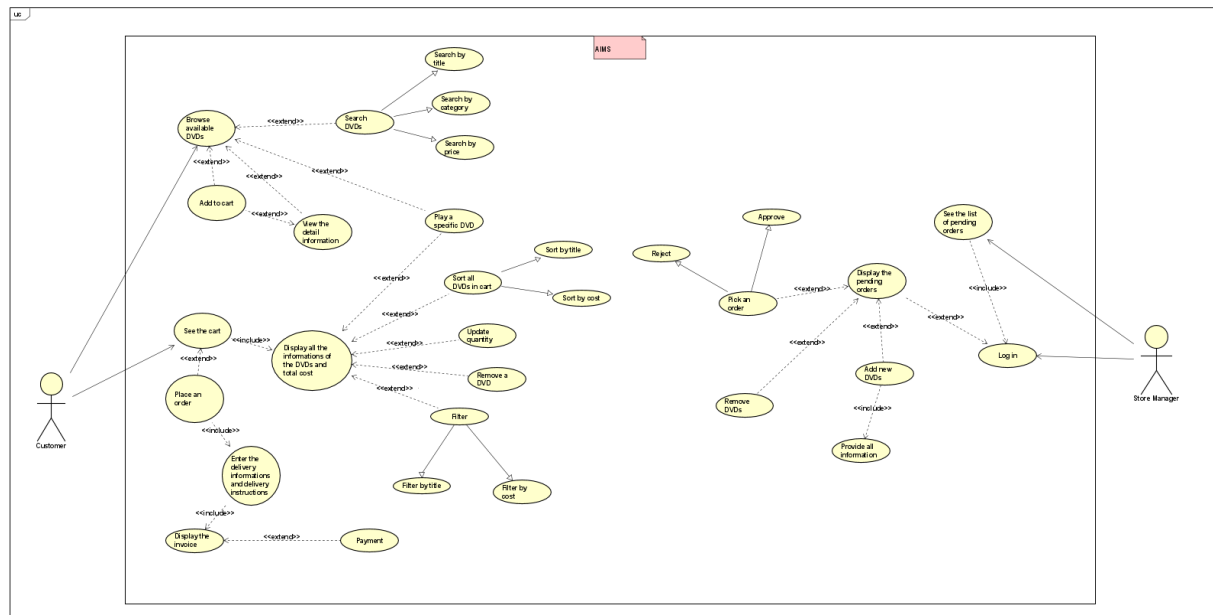 uc
AIMS
Search by
title
Search by
category
Search by
price
Search
DVDs
<<extend>>
Browse
available
DVDs
<<extend>>
<<extend>>
<<extend>>
Add to cart
<<extend>>
View the
detail
information
Play a
specific DVD
<<extend>>
Sort by title
Sort all
DVDs in cart
Sort by cost
<<extend>>
See the cart
<<include>>
Display all the
informations of
the DVDs and
total cost
Update
quantity
<<extend>>
Remove a
DVD
<<extend>>
<<extend>>
Filter
Filter by title
Filter by
cost
<<extend>>
Place an
order
<<include>>
Enter the
delivery
informations
and delivery
instructions
<<include>>
Display the
invoice
<<extend>>
Payment
Customer
Approve
Reject
Pick an
order
<<extend>>
Display the
pending
orders
See the list
of pending
orders
<<include>>
<<extend>>
Log in
<<extend>>
<<extend>>
Remove
DVDs
Add new
DVDs
<<include>>
Provide all
information
Store Manager